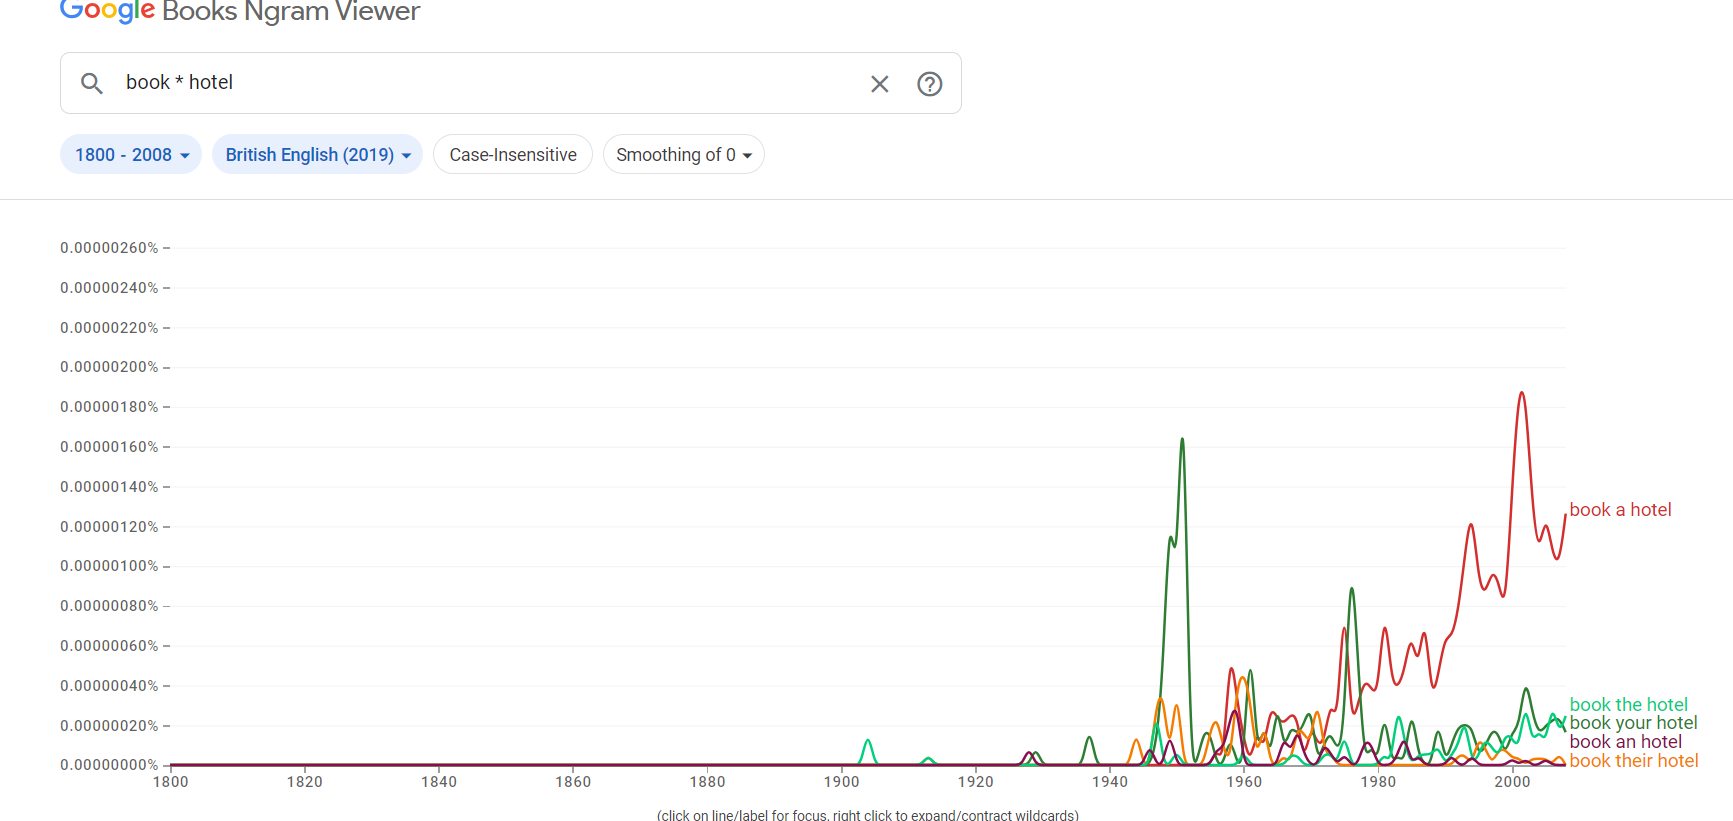 Google Books Ngram Viewer
book * hotel
1800 - 2008 British English (2019) Case-Insensitive Smoothing of 0
0.00000260%
0.00000240%
0.00000220%
0.00000200%
0.00000180%
0.00000160%
0.00000140%
0.00000120%
book a hotel
0.00000100%
0.00000080%
0.00000060%
0.00000040%
book the hotel
0.00000020%
book your hotel
book an hotel
0.00000000%
book their hotel
1800 1820 1840 1860 1880 1900 1920 1940 1960 1980 2000
(click on line/label for focus, right click to expand/contract wildcards)